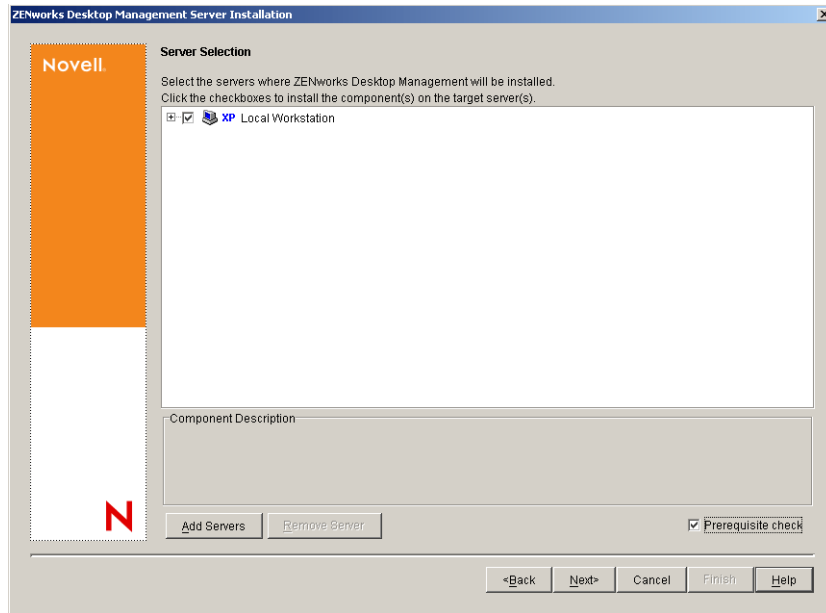 ZENworks Desktop Management Server Installation
Novell.
Server Selection
Select the servers where ZENworks Desktop Management will be installed.
Click the checkboxes to install the component(s) on the target server(s).
XP Local Workstation
Component Description
N
Add Servers
Remove Server
Prerequisite check
<Back
Next>
Cancel
Finish
Help